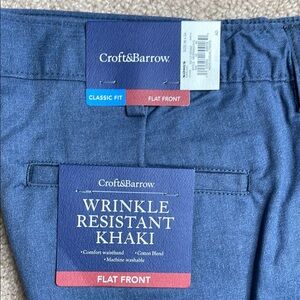 Croft&Barrow
CLASSIC FIT
FLAT FRONT
Croft&Barrow
WRINKLE
RESISTANT
KHAKI
•Comfort waistband •Cotton Blend
•Machine washable
FLAT FRONT